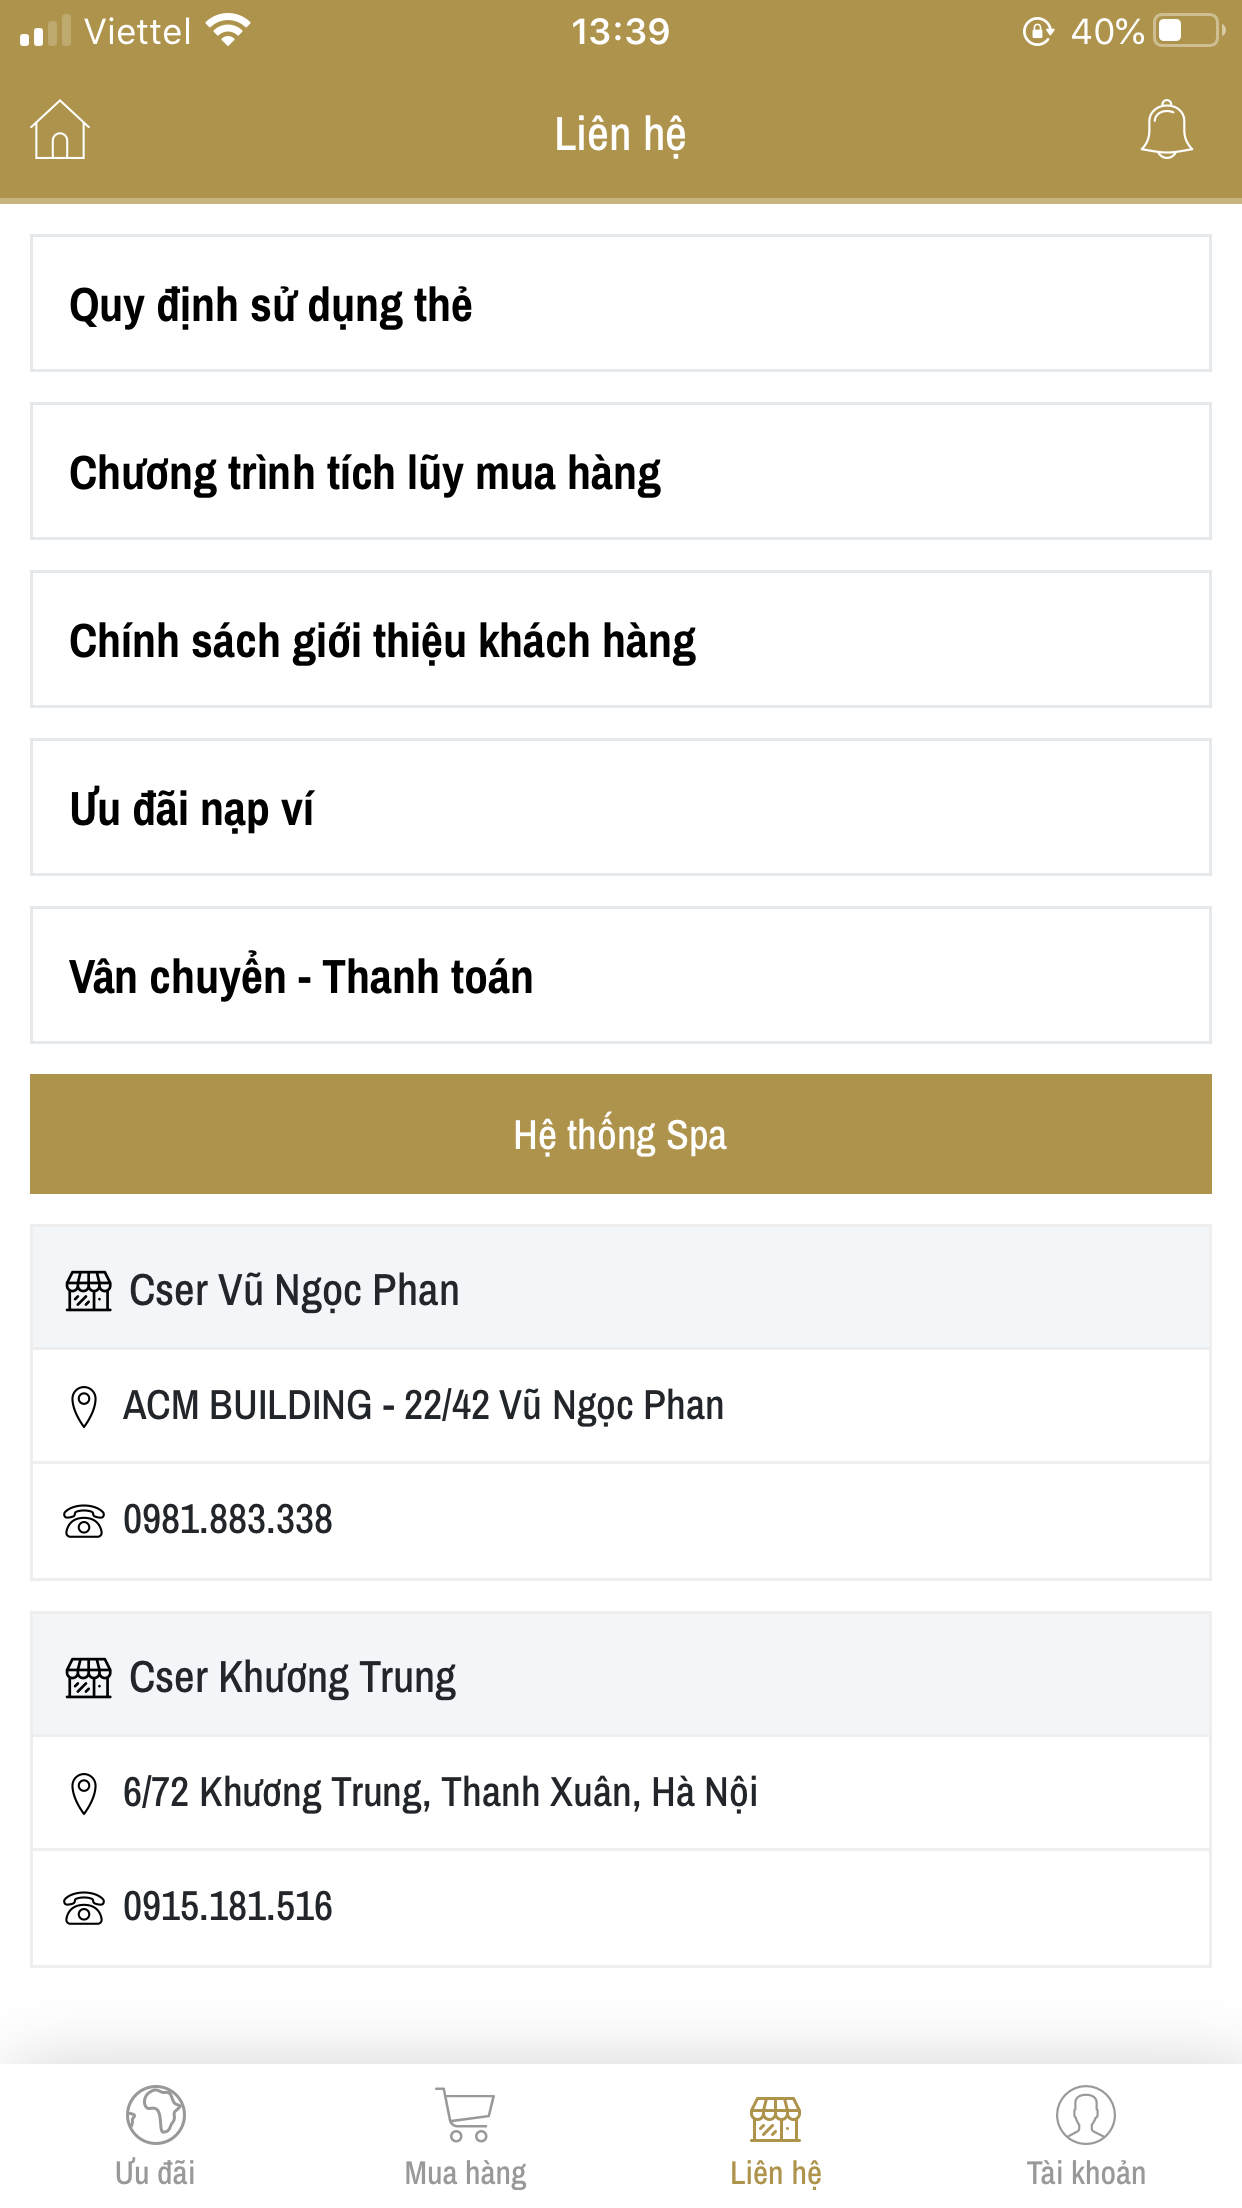 Viettel 13:39 40%
Liên hệ
Quy định sử dụng thẻ
Chương trình tích lũy mua hàng
Chính sách giới thiệu khách hàng
Ưu đãi nạp ví
Vân chuyển - Thanh toán
Hệ thống Spa
Cser Vũ Ngọc Phan
ACM BUILDING - 22/42 Vũ Ngọc Phan
0981.883.338
Cser Khương Trung
6/72 Khương Trung, Thanh Xuân, Hà Nội
0915.181.516
Ưu đãi Mua hàng Liên hệ Tài khoản